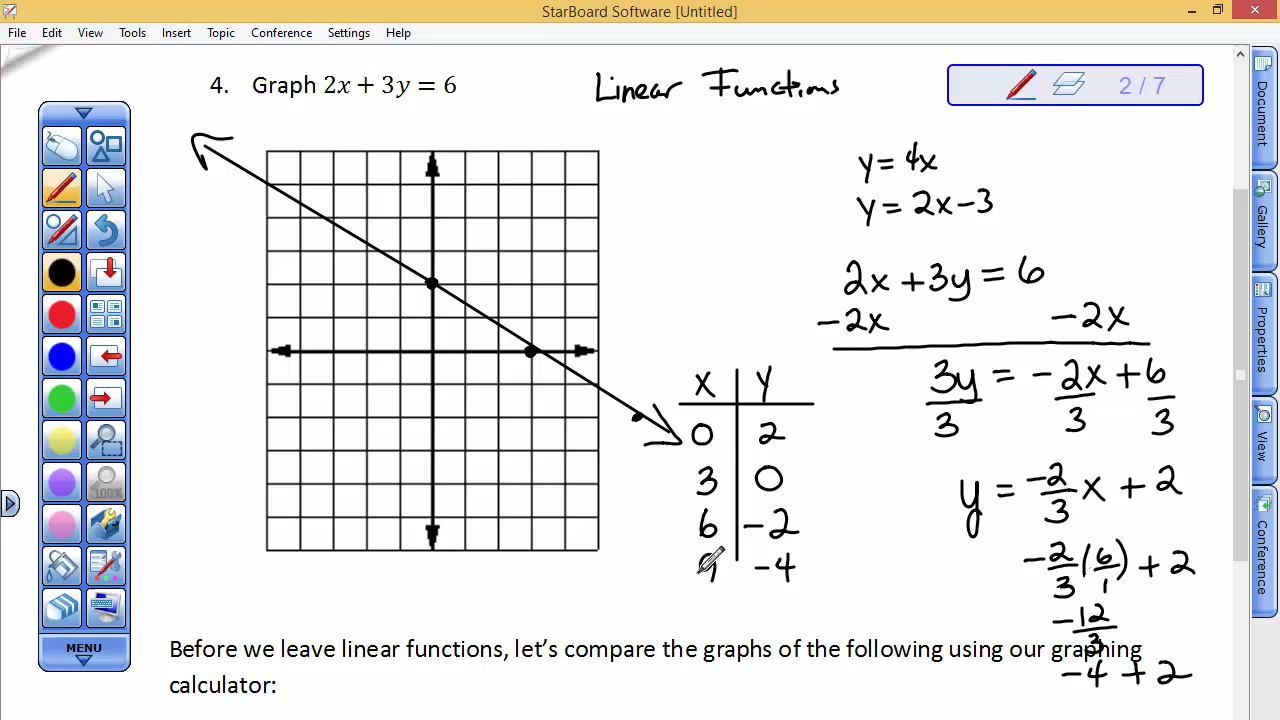 StarBoard Software [Untitled]
File Edit View Tools Insert Topic Conference Settings Help
4. Graph 2x + 3y = 6
Linear Functions
2 / 7
y = 4x
y = 2x - 3
2x + 3y = 6
-2x -2x
3y = -2x + 6
3 3 3
y = -2/3 x + 2
-2/3 (6/1) + 2
-12/3
-4 + 2
X Y
0 2
3 0
6 -2
9 -4
Before we leave linear functions, let's compare the graphs of the following using our graphing
calculator:
100%
MENU
Document
Gallery
Properties
Conference
View
Conference